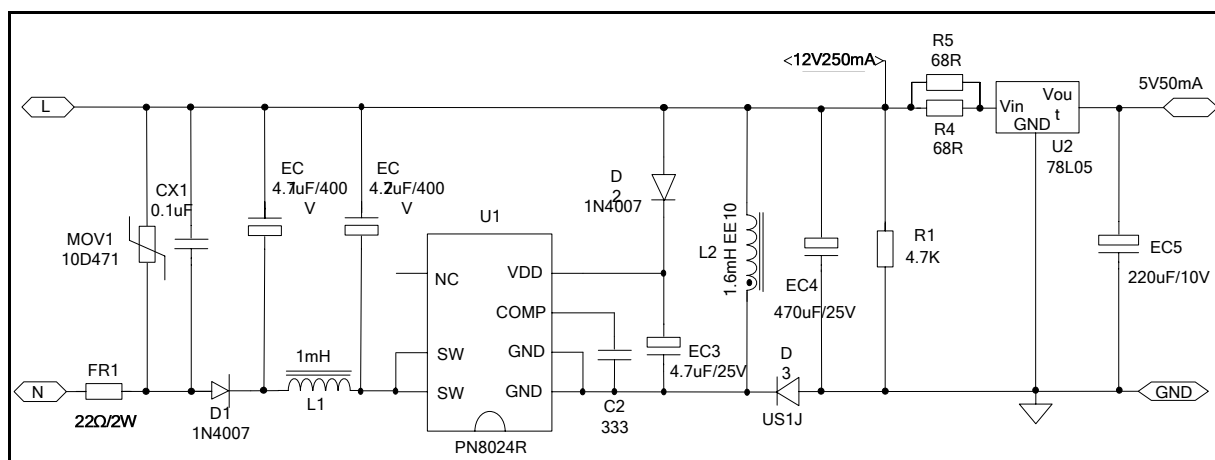 R5
68R
<12V250mA>
5V50mA
L
Vin
Vou
t
GND
R4
68R
U2
78L05
EC
4.7uF/400
V
EC
4.7uF/400
V
D
2
1N4007
CX1
0.1uF
U1
MOV1
10D471
L2
1.6mH EE10
R1
4.7K
EC5
220uF/10V
NC
VDD
COMP
GND
GND
SW
SW
EC4
470uF/25V
EC3
4.7uF/25V
1mH
L1
D
3
US1J
FR1
N
22Ω/2W
D1
1N4007
C2
333
PN8024R
GND